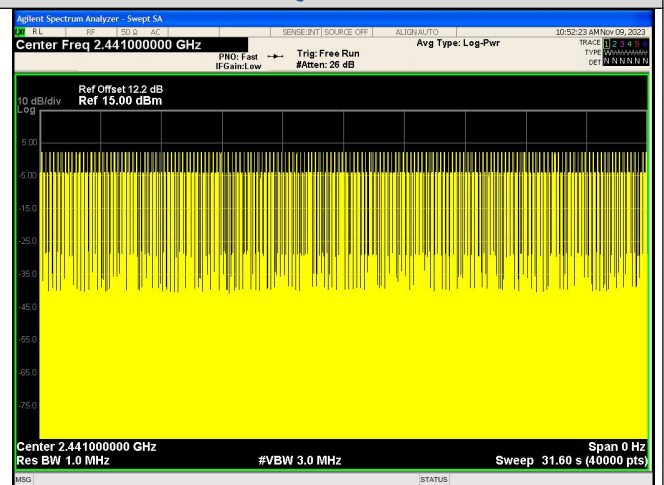 Agilent Spectrum Analyzer - Swept SA
LXI RL RF 50 Ω AC SENSE:INT SOURCE OFF ALIGN AUTO 10:52:23 AM Nov 09, 2023
Center Freq 2.441000000 GHz Avg Type: Log-Pwr TRACE 1 2 3 4 5 6
PNO: Fast Trig: Free Run TYPE
IFGain:Low #Atten: 26 dB DET N N N N N N
Ref Offset 12.2 dB
10 dB/div Ref 15.00 dBm
Log
5.00
-5.00
-15.0
-25.0
-35.0
-45.0
-55.0
-65.0
-75.0
Center 2.441000000 GHz Span 0 Hz
Res BW 1.0 MHz #VBW 3.0 MHz Sweep 31.60 s (40000 pts)
MSG STATUS